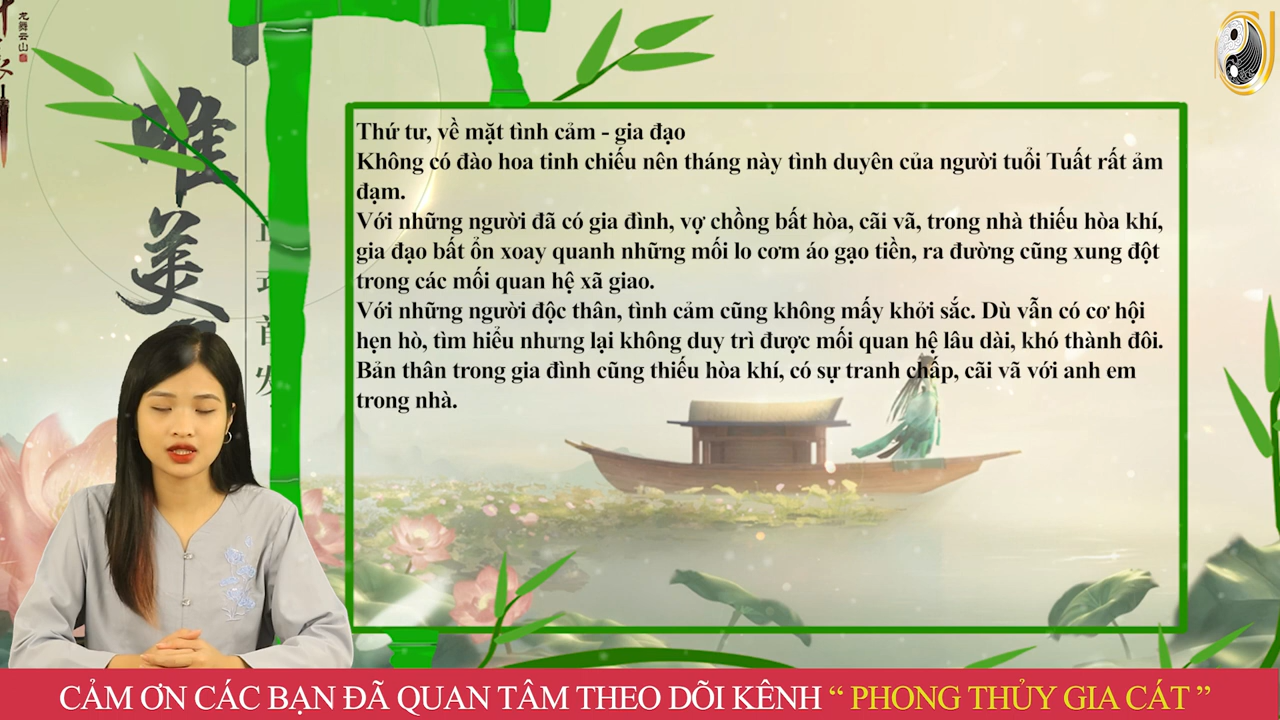 Thứ tư, về mặt tình cảm - gia đạo
Không có đào hoa tinh chiếu nên tháng này tình duyên của người tuổi Tuất rất ảm
đạm.
Với những người đã có gia đình, vợ chồng bất hòa, cãi vã, trong nhà thiếu hòa khí,
gia đạo bất ổn xoay quanh những mối lo cơm áo gạo tiền, ra đường cũng xung đột
trong các mối quan hệ xã giao.
Với những người độc thân, tình cảm cũng không mấy khởi sắc. Dù vẫn có cơ hội
hẹn hò, tìm hiểu nhưng lại không duy trì được mối quan hệ lâu dài, khó thành đôi.
Bản thân trong gia đình cũng thiếu hòa khí, có sự tranh chấp, cãi vã với anh em
trong nhà.
唯
美
龙舞云山
CẢM ƠN CÁC BẠN ĐÃ QUAN TÂM THEO DÕI KÊNH “ PHONG THỦY GIA CÁT ”